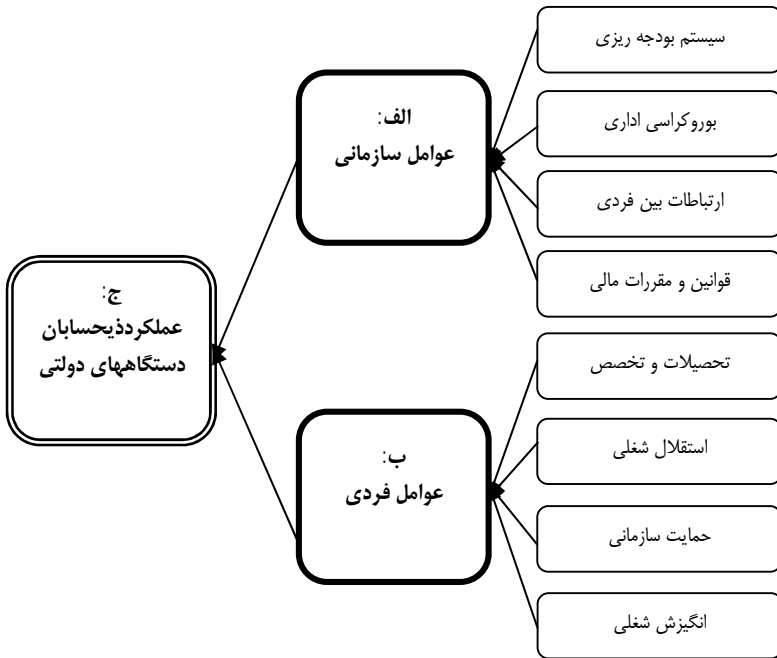 سیستم بودجه ریزی
بوروکراسی اداری
ارتباطات بین فردی
قوانین و مقررات مالی
تحصیلات و تخصص
استقلال شغلی
حمایت سازمانی
انگیزش شغلی
الف:
عوامل سازمانی
ب:
عوامل فردی
ج:
عملکردذیحسابان
دستگاههای دولتی